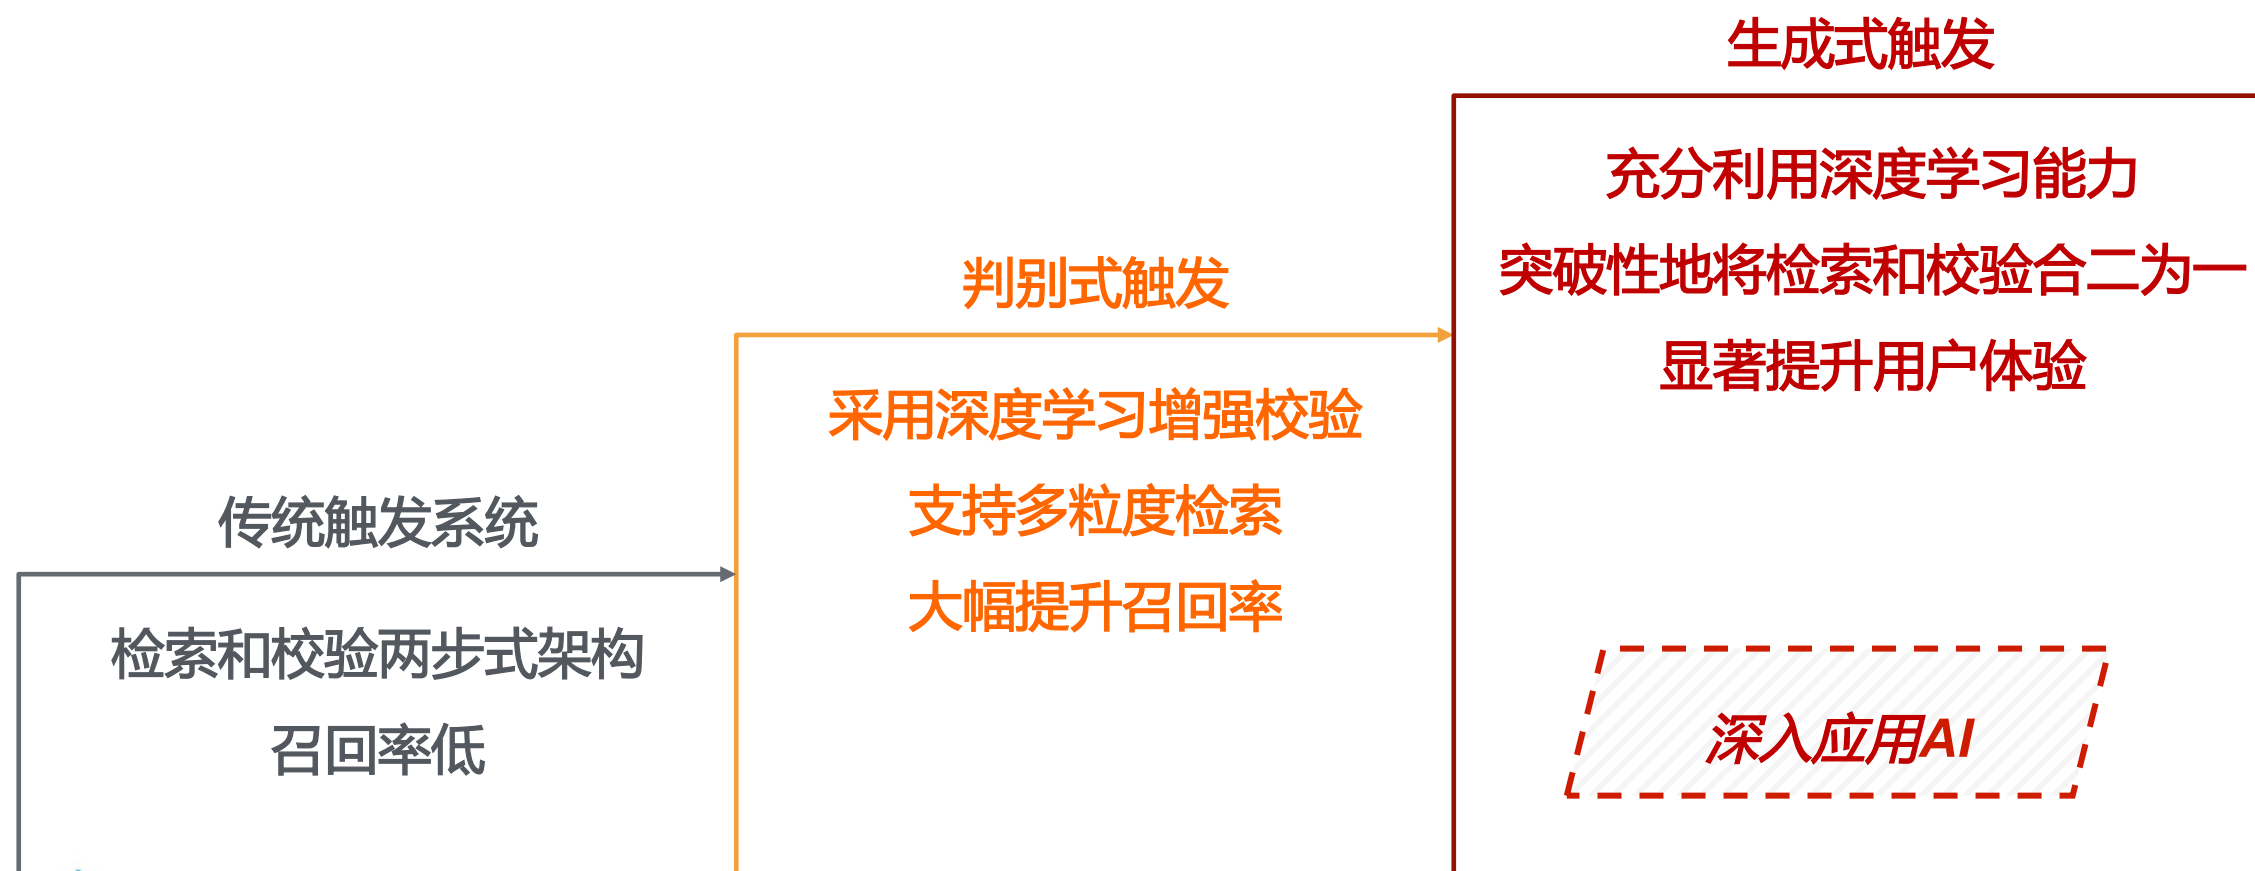 传统触发系统
检索和校验两步式架构
召回率低
判别式触发
采用深度学习增强校验
支持多粒度检索
大幅提升召回率
生成式触发
充分利用深度学习能力
突破性地将检索和校验合二为一
显著提升用户体验
深入应用AI